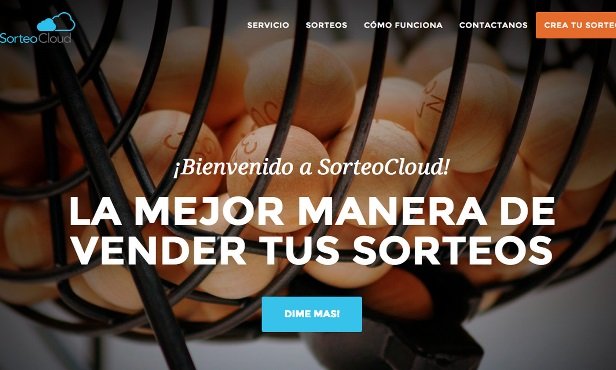 SorteoCloud
SERVICIO SORTEOS CÓMO FUNCIONA CONTACTANOS CREA TU SORTEO
¡Bienvenido a SorteoCloud!
LA MEJOR MANERA DE
VENDER TUS SORTEOS
DIME MAS!